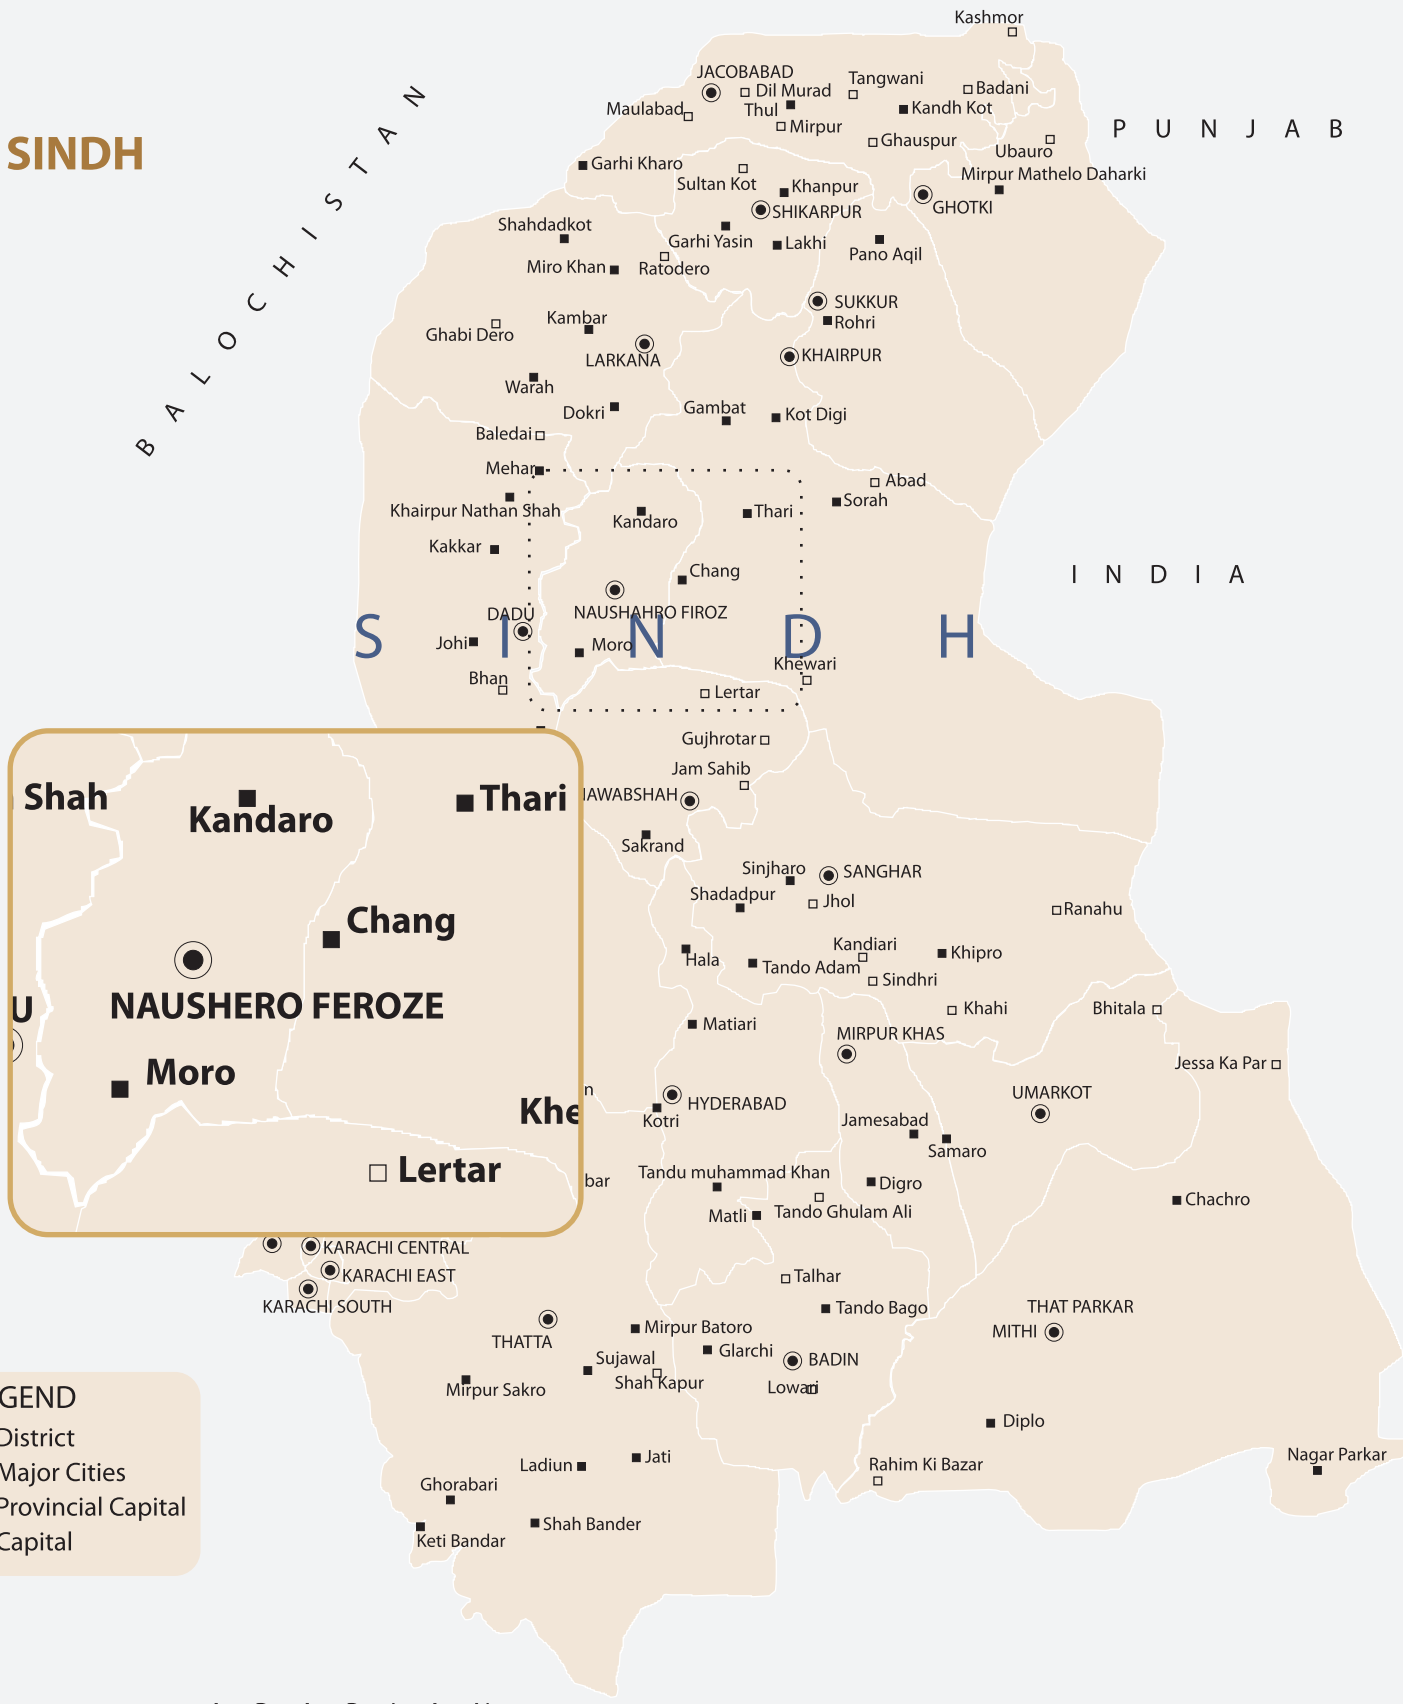 Kashmor
JACOBABAD
Dil Murad
Tangwani
Badani
Maulabad
Thul
Kandh Kot
Mirpur
Ghauspur
PUNJAB
Ubauro
SINDH
Garhi Kharo
Sultan Kot
Khanpur
Mirpur Mathelo Daharki
SHIKARPUR
GHOTKI
BALOCHISTAN
Shahdadkot
Garhi Yasin
Lakhi
Pano Aqil
Miro Khan
Ratodero
SUKKUR
Rohri
Ghabi Dero
Kambar
LARKANA
KHAIRPUR
Warah
Dokri
Gambat
Kot Digi
Baledai
Mehar
Abad
Sorah
Khairpur Nathan Shah
Kandaro
Thari
Kakkar
Chang
INDIA
NAUSHAHRO FIROZ
DADU
SINDH
Johi
Moro
Khewari
Bhan
Lertar
Gujhrotar
Jam Sahib
Shah
Kandaro
Thari
Chang
NAUSHERO FEROZE
U
Moro
Khe
Lertar
IAWABSHAH
Sakrand
Sinjharo
SANGHAR
Shadadpur
Jhol
Ranahu
Kandiari
Hala
Tando Adam
Khipro
Sindhri
Khahi
Bhitala
Matiari
MIRPUR KHAS
Jessa Ka Par
n
UMARKOT
HYDERABAD
Kotri
Jamesabad
Samaro
Tandu muhammad Khan
bar
Digro
Chachro
Matli
Tando Ghulam Ali
KARACHI CENTRAL
KARACHI EAST
KARACHI SOUTH
Talhar
Tando Bago
THAT PARKAR
MITHI
THATTA
Mirpur Batoro
Glarchi
BADIN
Sujawal
Shah Kapur
Lowari
Mirpur Sakro
GEND
District
Major Cities
Provincial Capital
Capital
Diplo
Ladiun
Jati
Rahim Ki Bazar
Nagar Parkar
Ghorabari
Keti Bandar
Shah Bander